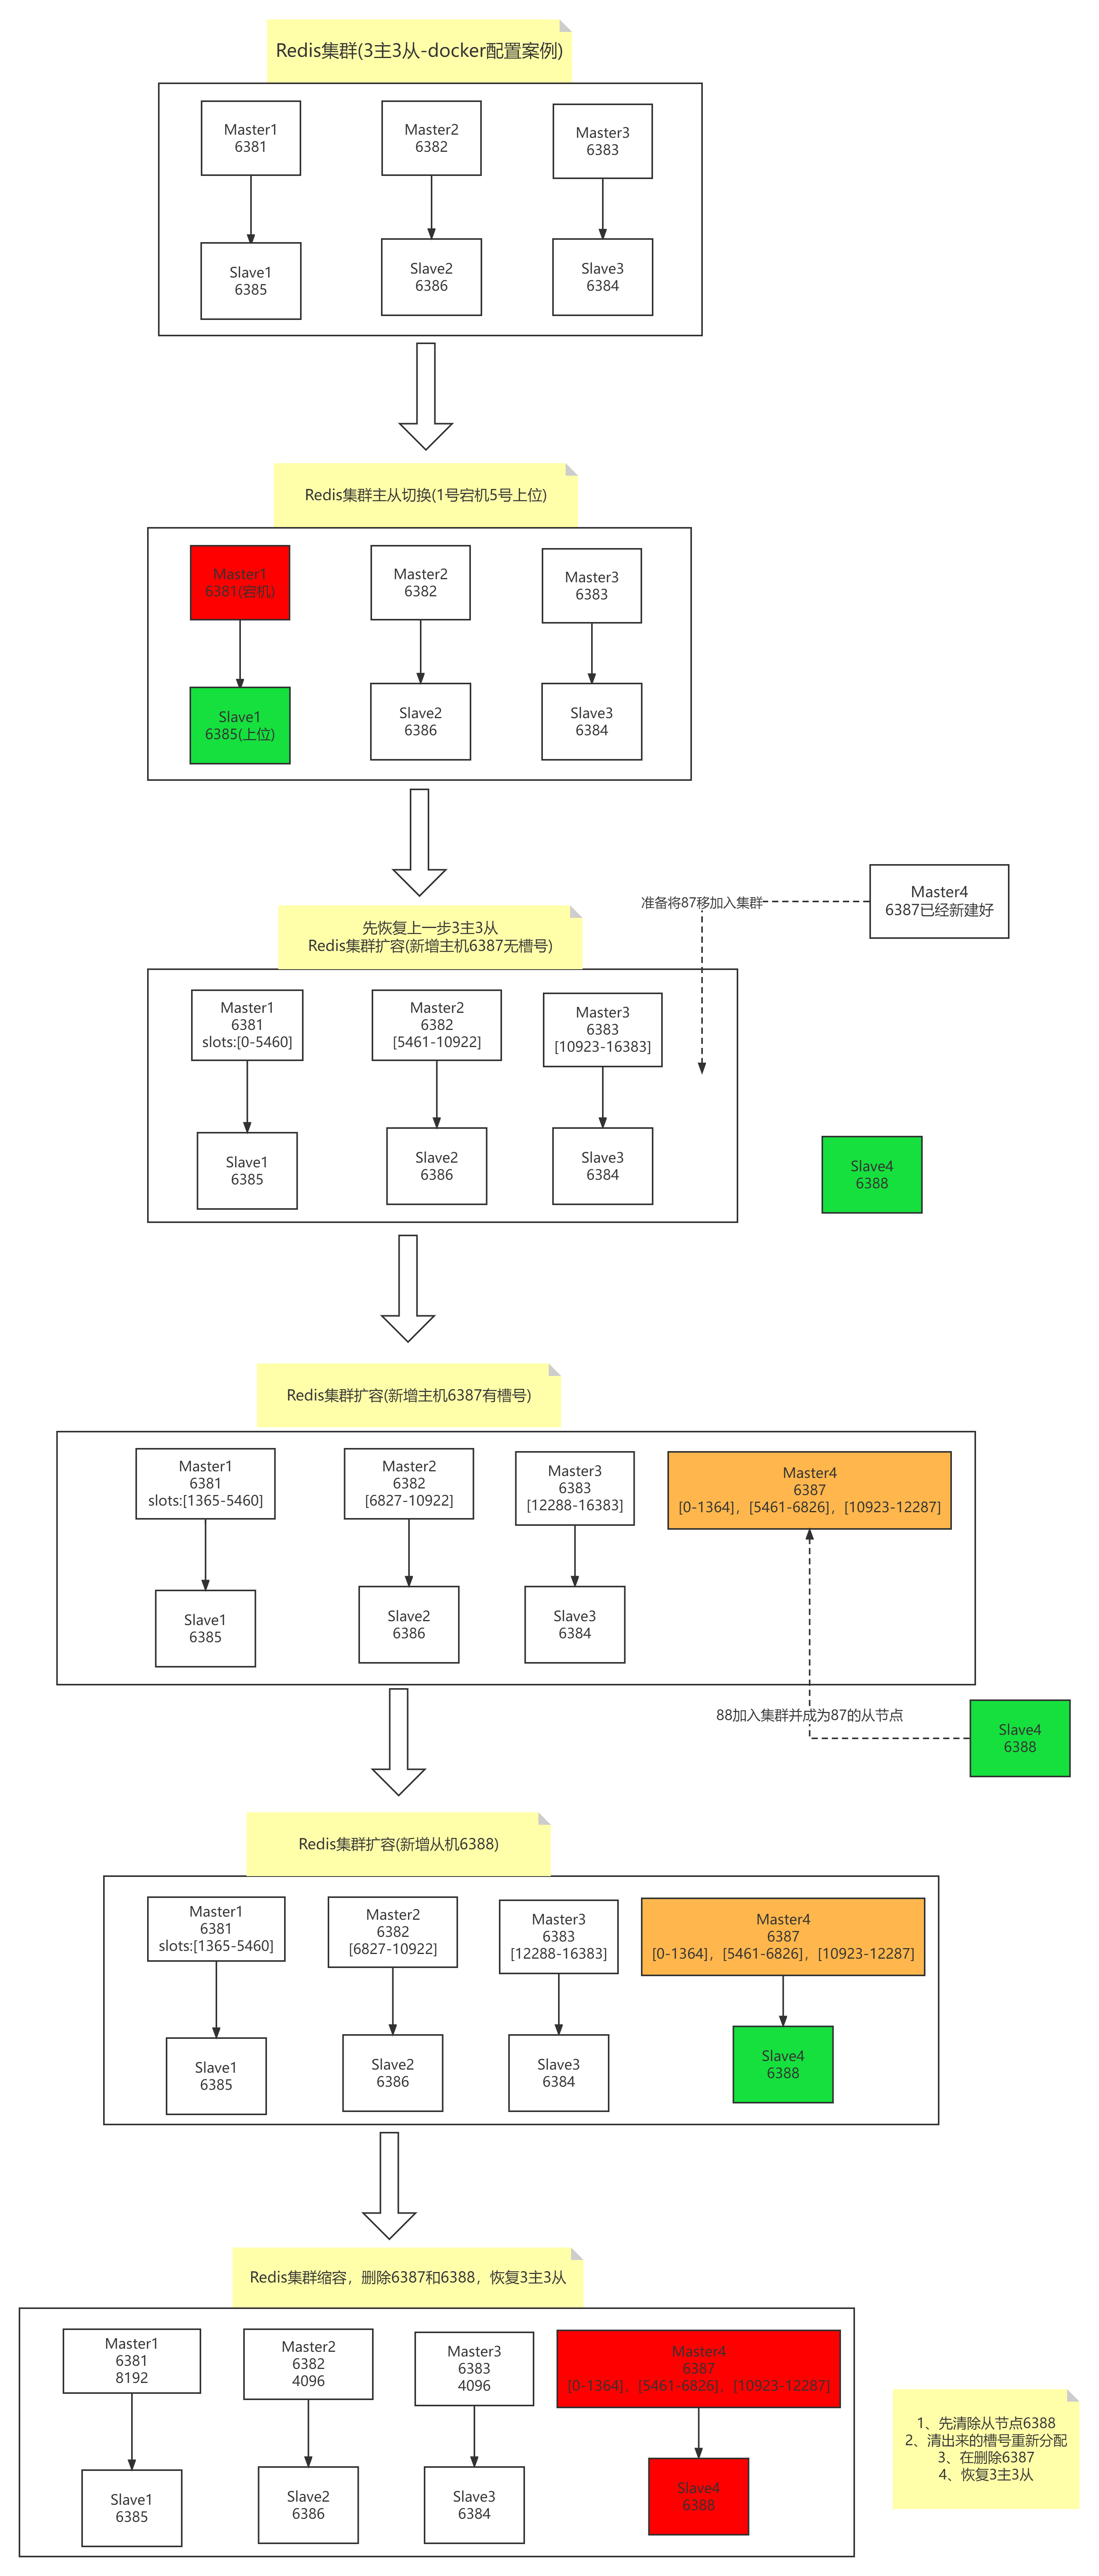 Redis集群(3主3从-docker配置案例)
Master1
6381
Master2
6382
Master3
6383
Slave1
6385
Slave2
6386
Slave3
6384
Redis集群主从切换(1号宕机5号上位)
Master1
6381(宕机)
Master2
6382
Master3
6383
Slave1
6385(上位)
Slave2
6386
Slave3
6384
准备将87移加入集群
Master4
6387已经新建好
先恢复上一步3主3从
Redis集群扩容(新增主机6387无槽号)
Master1
6381
slots:[0-5460]
Master2
6382
[5461-10922]
Master3
6383
[10923-16383]
Slave1
6385
Slave2
6386
Slave3
6384
Slave4
6388
Redis集群扩容(新增主机6387有槽号)
Master1
6381
slots:[1365-5460]
Master2
6382
[6827-10922]
Master3
6383
[12288-16383]
Master4
6387
[0-1364]，[5461-6826]，[10923-12287]
Slave1
6385
Slave2
6386
Slave3
6384
88加入集群并成为87的从节点
Slave4
6388
Redis集群扩容(新增从机6388)
Master1
6381
slots:[1365-5460]
Master2
6382
[6827-10922]
Master3
6383
[12288-16383]
Master4
6387
[0-1364]，[5461-6826]，[10923-12287]
Slave1
6385
Slave2
6386
Slave3
6384
Slave4
6388
Redis集群缩容，删除6387和6388，恢复3主3从
Master1
6381
8192
Master2
6382
4096
Master3
6383
4096
Master4
6387
[0-1364]，[5461-6826]，[10923-12287]
Slave1
6385
Slave2
6386
Slave3
6384
Slave4
6388
1、先清除从节点6388
2、清出来的槽号重新分配
3、在删除6387
4、恢复3主3从